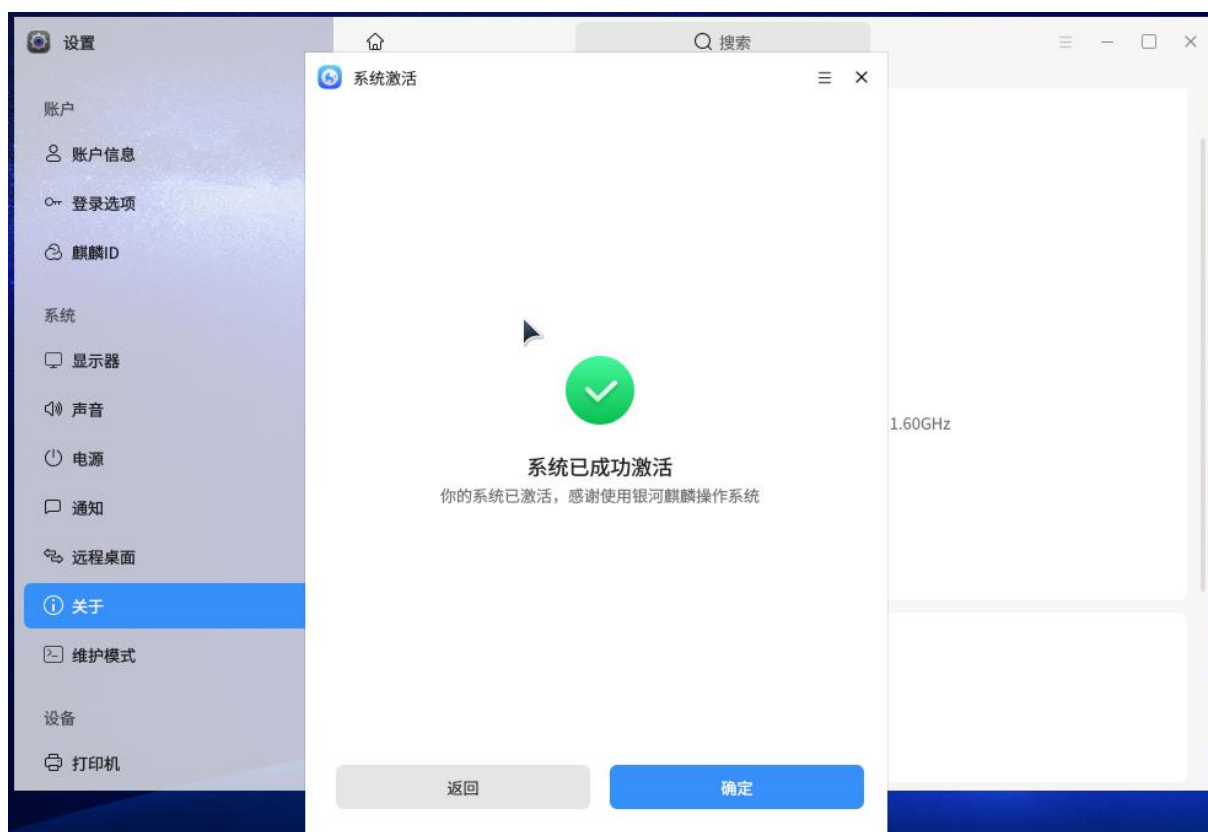 设置
搜索
系统激活
账户
账户信息
登录选项
麒麟ID
系统
显示器
声音
1.60GHz
电源
系统已成功激活
你的系统已激活，感谢使用银河麒麟操作系统
通知
远程桌面
关于
维护模式
设备
打印机
返回
确定